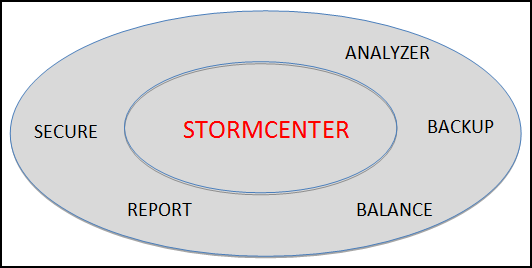 ANALYZER
SECURE
STORMCENTER
BACKUP
REPORT
BALANCE